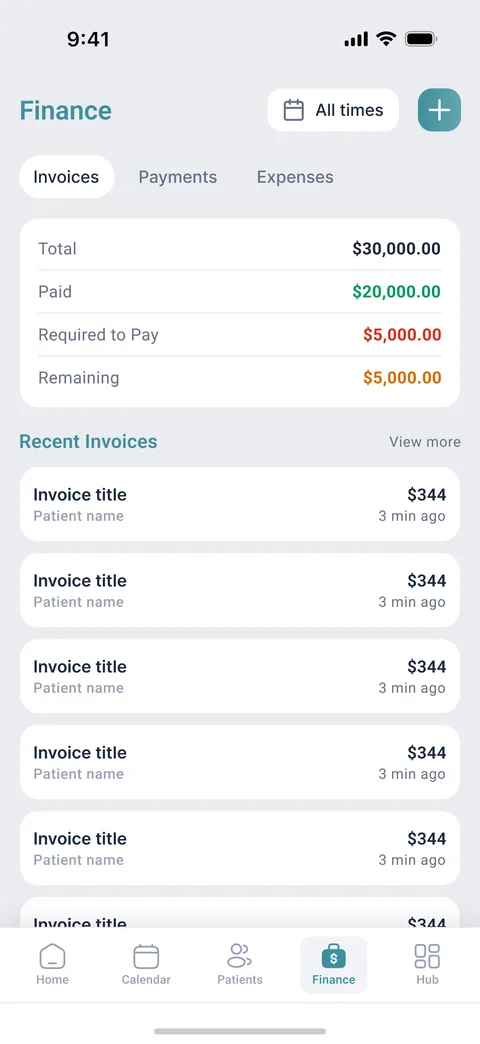 9:41
Finance
All times
Invoices Payments Expenses
Total $30,000.00
Paid $20,000.00
Required to Pay $5,000.00
Remaining $5,000.00
Recent Invoices View more
Invoice title $344
Patient name 3 min ago
Invoice title $344
Patient name 3 min ago
Invoice title $344
Patient name 3 min ago
Invoice title $344
Patient name 3 min ago
Invoice title $344
Patient name 3 min ago
Invoice title $344
Home Calendar Patients $ Finance Hub